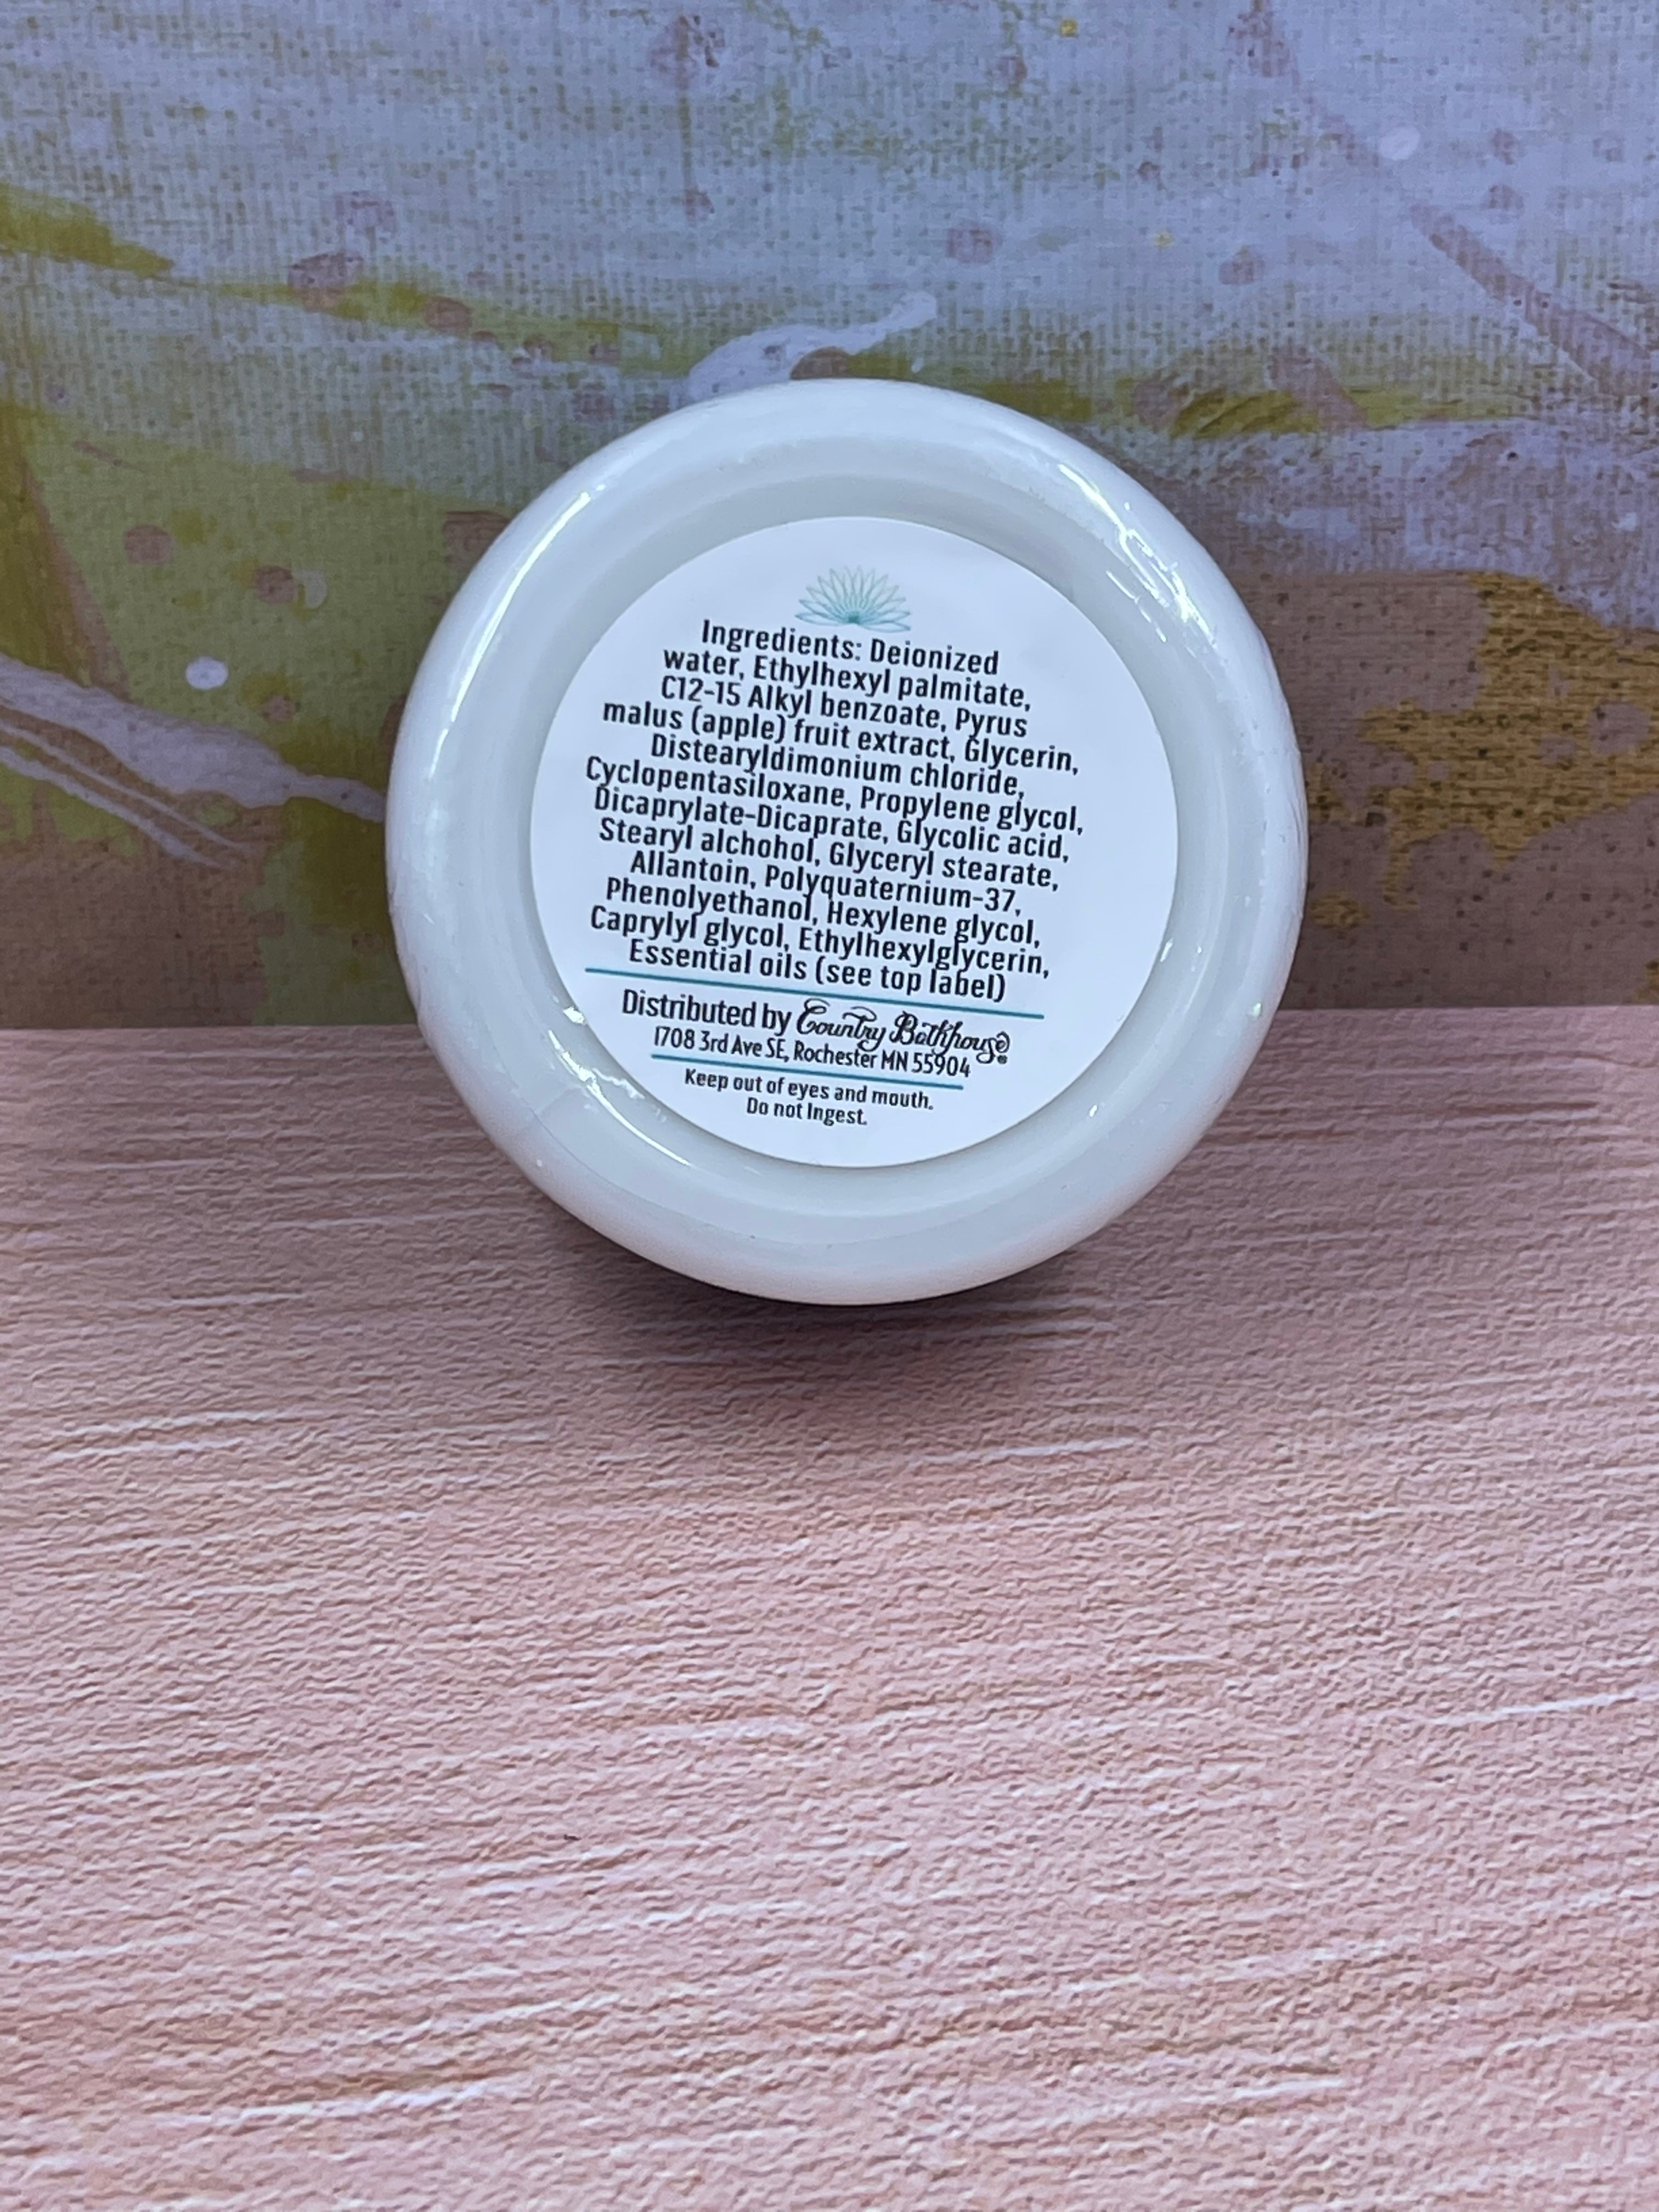 Ingredients: Deionized
water, Ethylhexyl palmitate,
C12-15 Alkyl benzoate, Pyrus
malus (apple) fruit extract, Glycerin,
Distearyldimonium chloride,
Cyclopentasiloxane, Propylene glycol,
Dicaprylate-Dicaprate, Glycolic acid,
Stearyl alchohol, Glyceryl stearate,
Allantoin, Polyquaternium-37,
Phenolyethanol, Hexylene glycol,
Caprylyl glycol, Ethylhexylglycerin,
Essential oils (see top label)
Distributed by Country Bathhouse®
1708 3rd Ave SE, Rochester MN 55904
Keep out of eyes and mouth.
Do not Ingest.